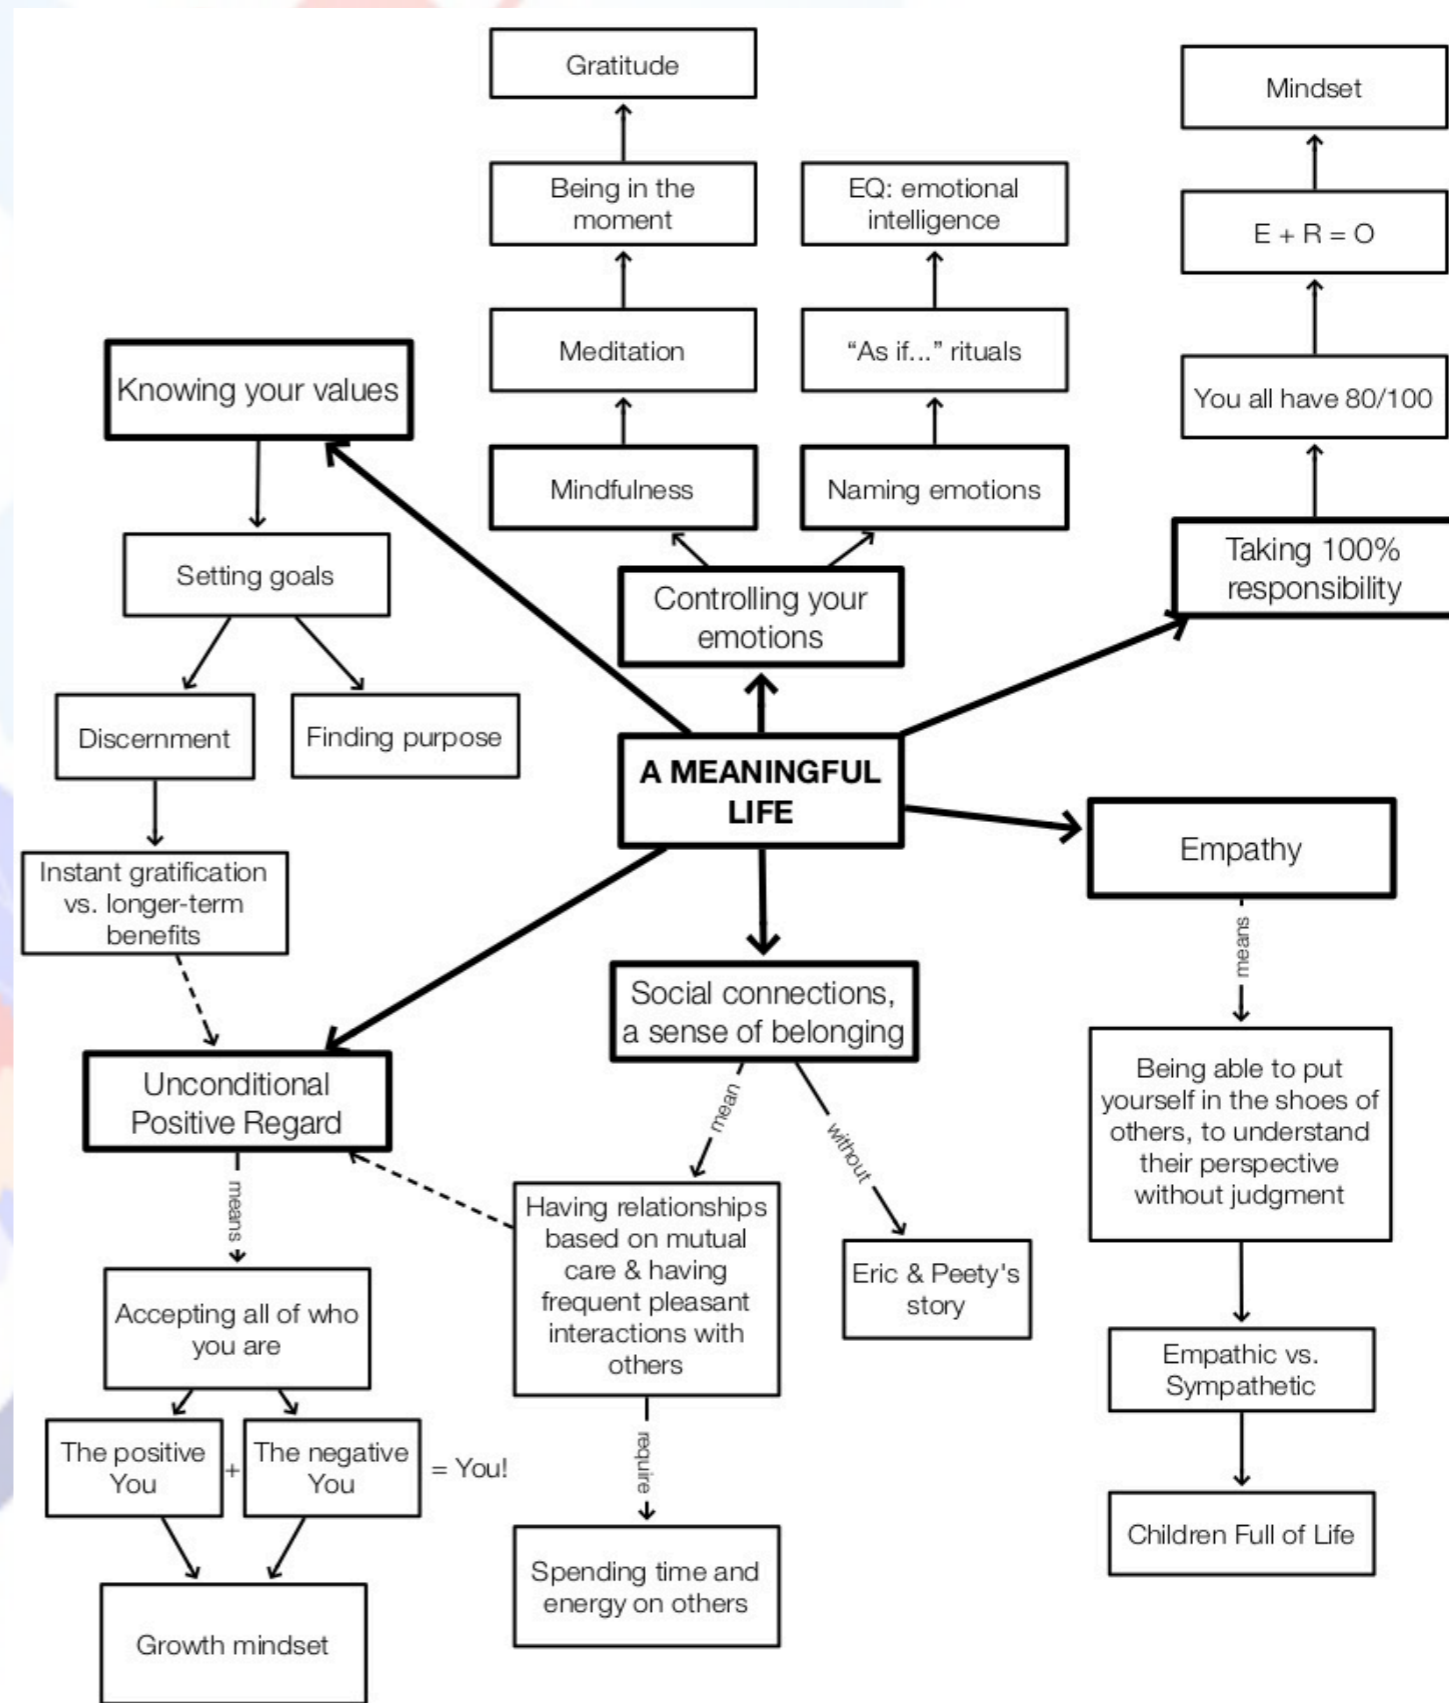 Gratitude
Being in the
moment
Meditation
Mindfulness
EQ: emotional
intelligence
“As if...” rituals
Naming emotions
Mindset
E + R = O
You all have 80/100
Taking 100%
responsibility
Knowing your values
Setting goals
Discernment
Finding purpose
Instant gratification
vs. longer-term
benefits
Controlling your
emotions
A MEANINGFUL
LIFE
Empathy
means
Being able to put
yourself in the shoes of
others, to understand
their perspective
without judgment
Empathic vs.
Sympathetic
Children Full of Life
Social connections,
a sense of belonging
mean
without
Having relationships
based on mutual
care & having
frequent pleasant
interactions with
others
Eric & Peety's
story
require
Spending time and
energy on others
Unconditional
Positive Regard
means
Accepting all of who
you are
The positive
You
+
The negative
You
= You!
Growth mindset